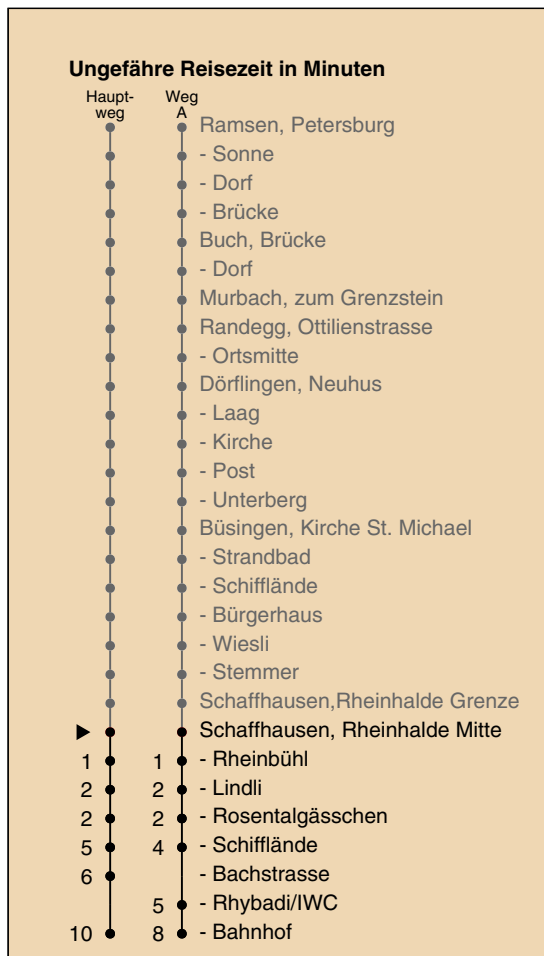 Ungefähre Reisezeit in Minuten
Haupt-
weg
Weg
A
Ramsen, Petersburg
- Sonne
- Dorf
- Brücke
Buch, Brücke
- Dorf
Murbach, zum Grenzstein
Randegg, Ottilienstrasse
- Ortsmitte
Dörflingen, Neuhus
- Laag
- Kirche
- Post
- Unterberg
Büsingen, Kirche St. Michael
- Strandbad
- Schifflände
- Bürgerhaus
- Wiesli
- Stemmer
Schaffhausen,Rheinhalde Grenze
Schaffhausen, Rheinhalde Mitte
1 1 - Rheinbühl
2 2 - Lindli
2 2 - Rosentalgässchen
5 4 - Schifflände
6 - Bachstrasse
5 - Rhybadi/IWC
10 8 - Bahnhof